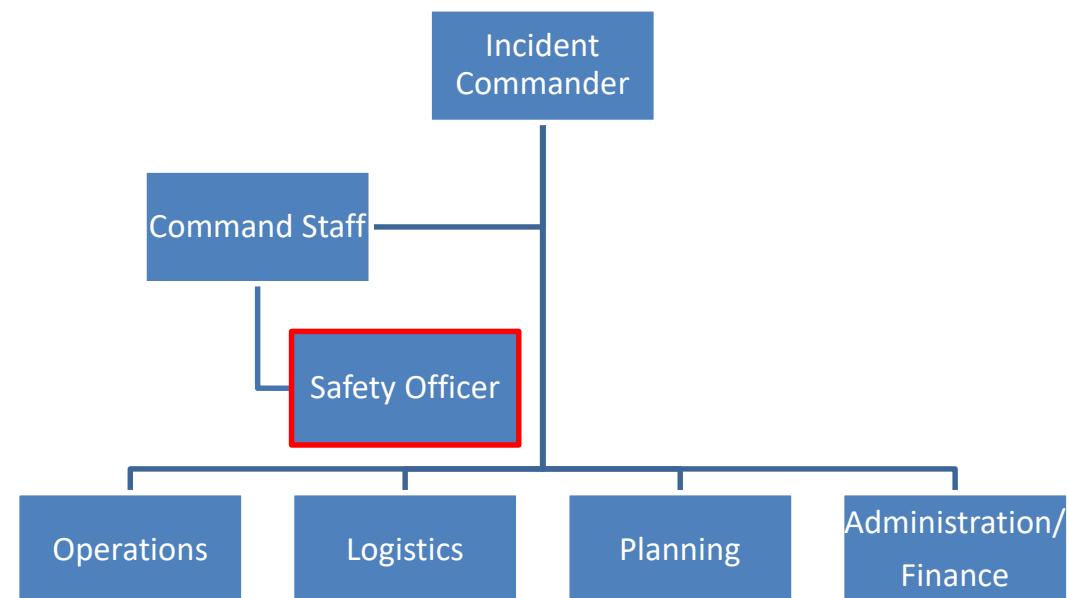 Incident
Commander
Command Staff
Safety Officer
Operations
Logistics
Planning
Administration/
Finance